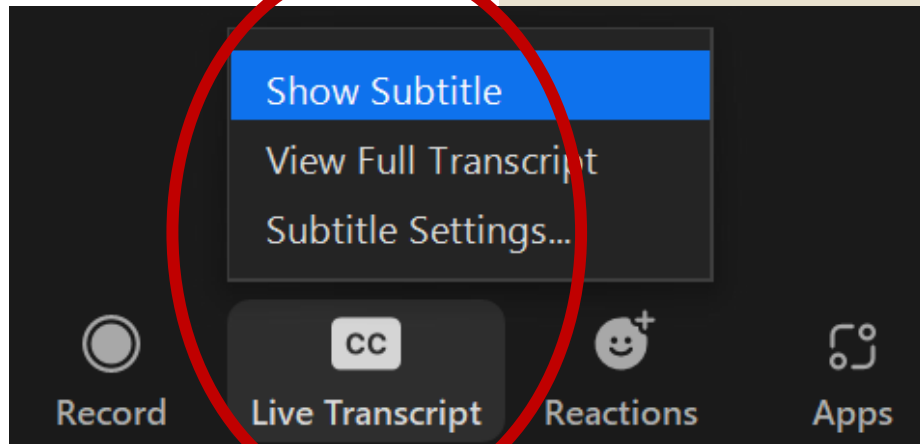 Show Subtitle
View Full Transcript
Subtitle Settings...
CC
Record Live Transcript Reactions Apps